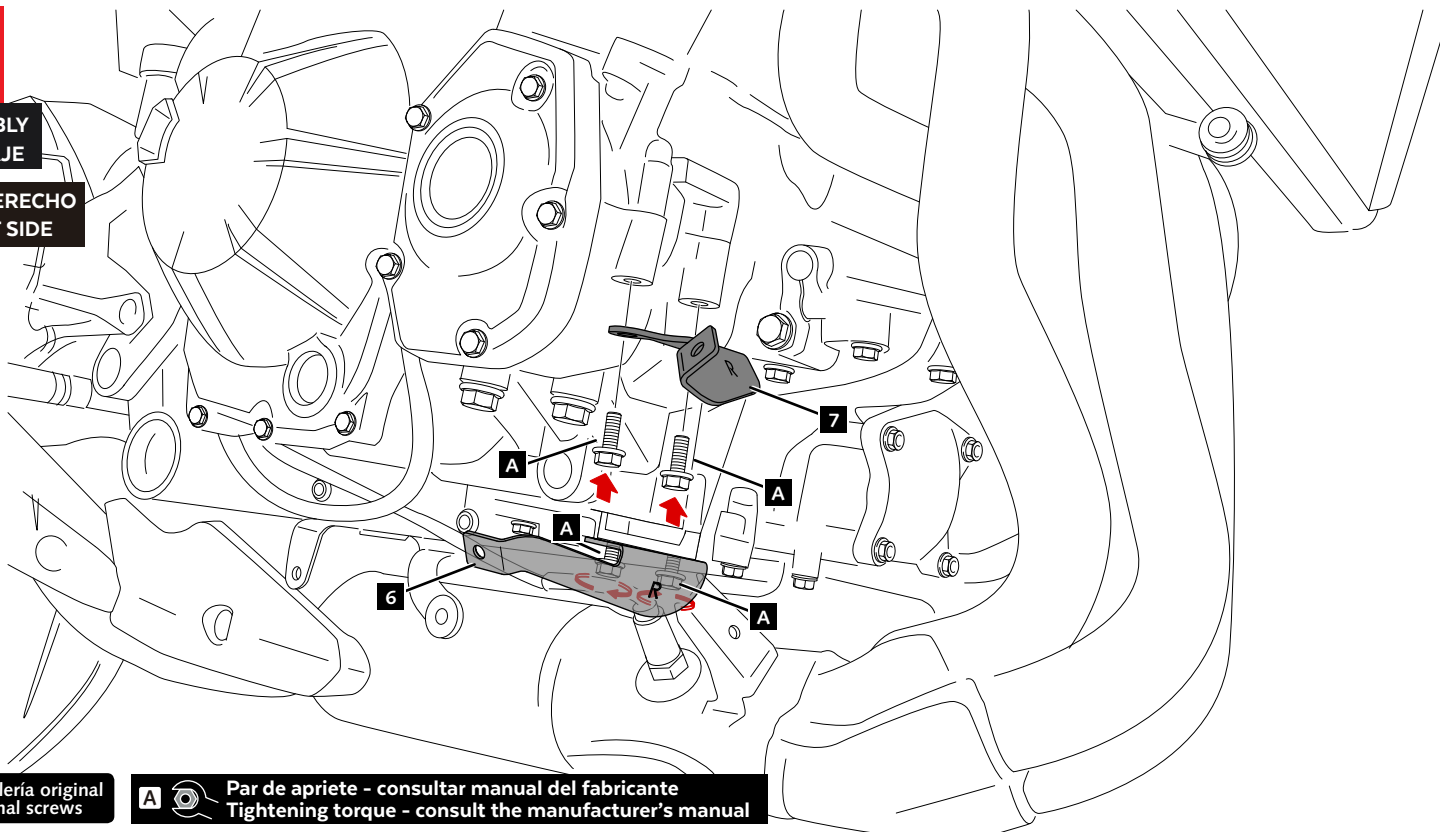 BLY
AJE
ERECHO
SIDE
R
7
A
A
A
6
R
A
lería original
nal screws
A Par de apriete - consultar manual del fabricante
Tightening torque - consult the manufacturer's manual